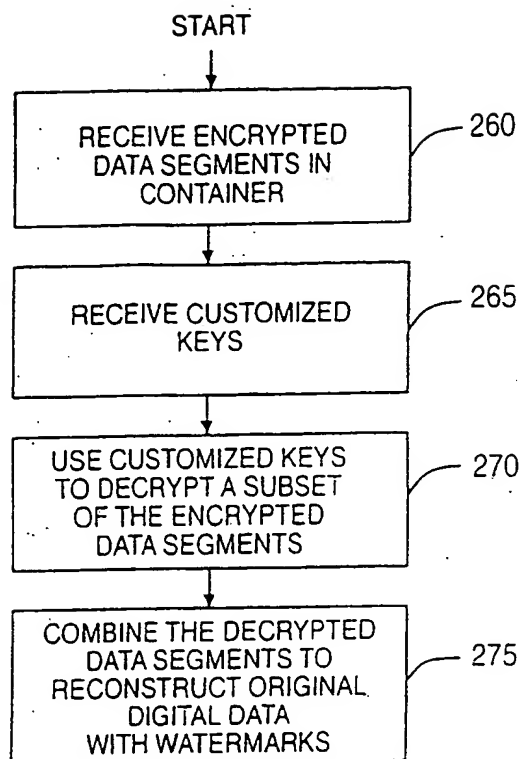 START
RECEIVE ENCRYPTED
DATA SEGMENTS IN
CONTAINER
260
RECEIVE CUSTOMIZED
KEYS
265
USE CUSTOMIZED KEYS
TO DECRYPT A SUBSET
OF THE ENCRYPTED
DATA SEGMENTS
270
COMBINE THE DECRYPTED
DATA SEGMENTS TO
RECONSTRUCT ORIGINAL
DIGITAL DATA
WITH WATERMARKS
275